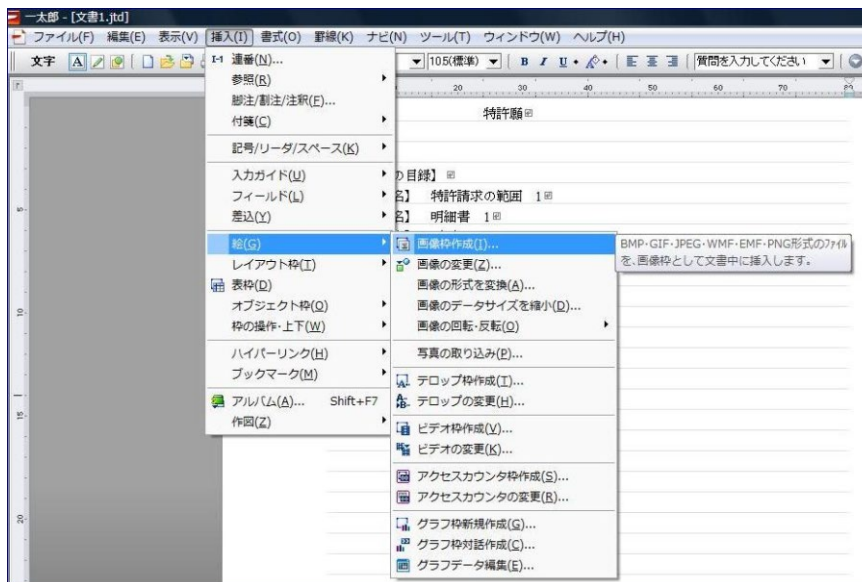 一太郎 - [文書1.jtd]
ファイル(F) 編集(E) 表示(V) 挿入(I) 書式(O) 罫線(K) ナビ(N) ツール(T) ウィンドウ(W) ヘルプ(H)
文字 A 10.5(標準) B I U 質問を入力してください
20 30 40 50 60 70
特許願
の目録】
名】 特許請求の範囲 1
名】 明細書 1
連番(N)...
参照(R)
脚注/割注/注釈(F)...
付箋(C)
記号/リーダ/スペース(K)
入力ガイド(U)
フィールド(L)
差込(Y)
絵(G)
レイアウト枠(T)
表枠(D)
オブジェクト枠(O)
枠の操作・上下(W)
ハイパーリンク(H)
ブックマーク(M)
アルバム(A)... Shift+F7
作図(Z)
画像枠作成(I)...
画像の変更(Z)...
画像の形式を変換(A)...
画像のデータサイズを縮小(D)...
画像の回転・反転(O)
写真の取り込み(P)...
テロップ枠作成(T)...
テロップの変更(H)...
ビデオ枠作成(V)...
ビデオの変更(K)...
アクセスカウンタ枠作成(S)...
アクセスカウンタの変更(R)...
グラフ枠新規作成(G)...
グラフ枠対話作成(C)...
グラフデータ編集(E)...
BMP・GIF・JPEG・WMF・EMF・PNG形式のファイル
を、画像枠として文書中に挿入します。
5
10
15
20